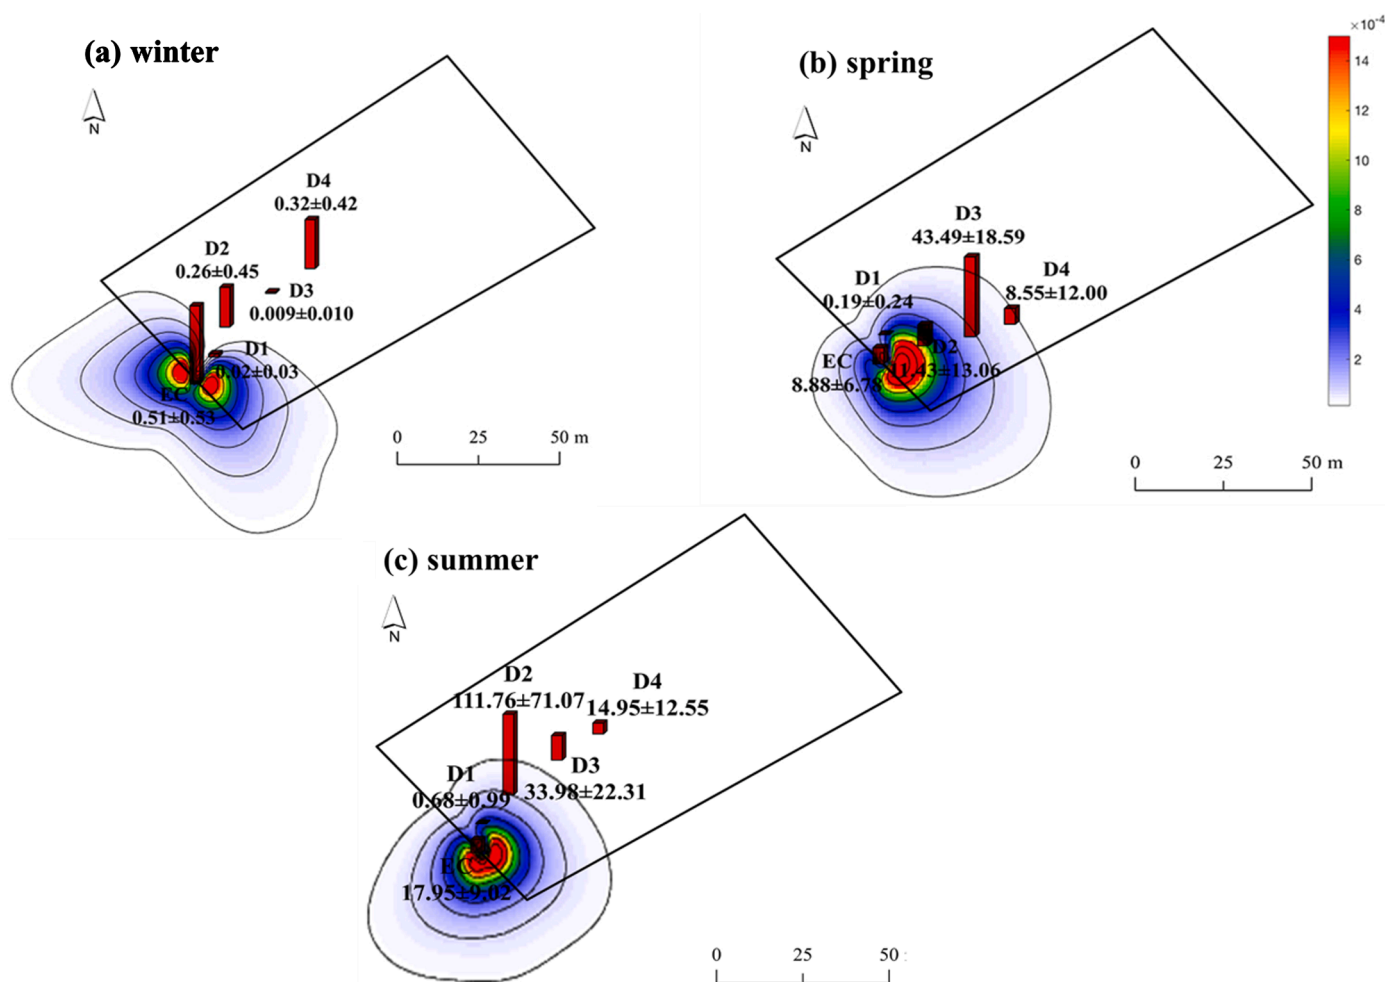 (a) winter
N
D4
0.32±0.42
D2
0.26±0.45
D3
0.009±0.010
D1
0.02±0.03
EC
0.51±0.53
0 25 50 m
(b) spring
N
D3
43.49±18.59
D4
8.55±12.00
D1
0.19±0.24
D2
11.43±13.06
EC
8.88±6.78
0 25 50 m
×10-4
14
12
10
8
6
4
2
(c) summer
N
D2
111.76±71.07
D4
14.95±12.55
D3
33.98±22.31
D1
0.68±0.99
EC
17.95±9.02
0 25 50